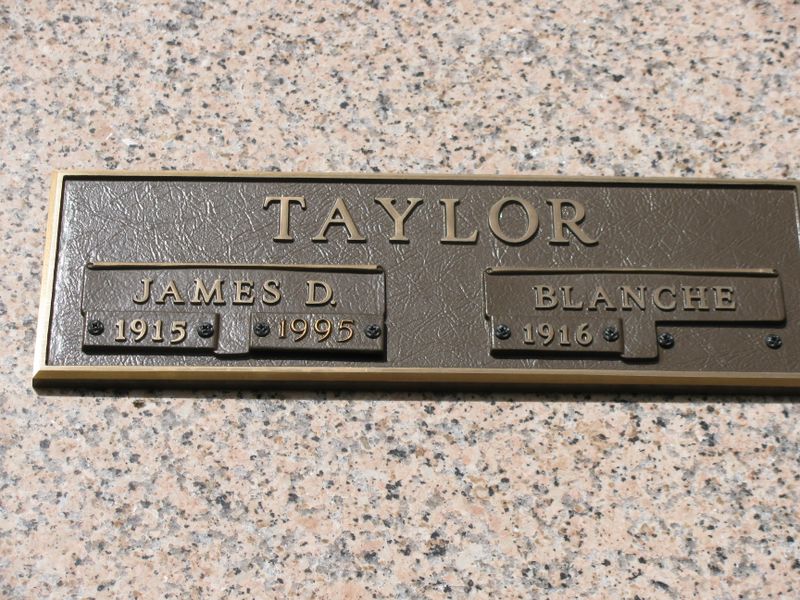 TAYLOR
JAMES D. BLANCHE
1915 1995 1916